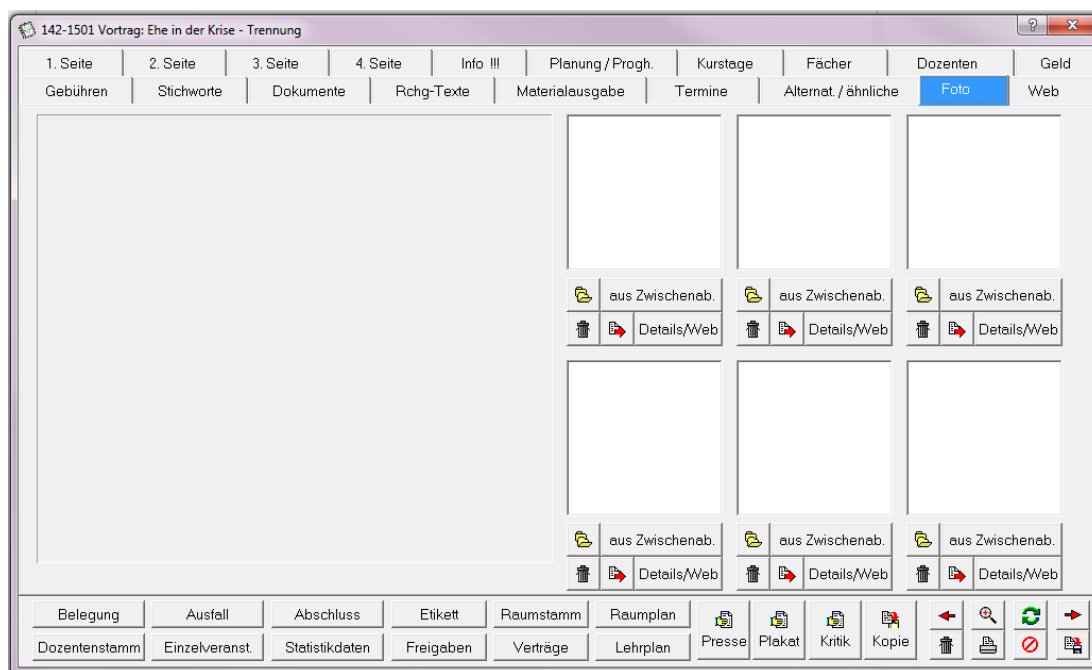 142-1501 Vortrag: Ehe in der Krise - Trennung
1. Seite 2. Seite 3. Seite 4. Seite Info !!! Planung / Progh. Kurstage Fächer Dozenten Geld
Gebühren Stichworte Dokumente Rchg-Texte Materialausgabe Termine Alternat. / ähnliche Foto Web
aus Zwischenab. aus Zwischenab. aus Zwischenab.
Details/Web Details/Web Details/Web
aus Zwischenab. aus Zwischenab. aus Zwischenab.
Details/Web Details/Web Details/Web
Belegung Ausfall Abschluss Etikett Raumstamm Raumplan
Presse Plakat Kritik Kopie
Dozentenstamm Einzelveranst. Statistikdaten Freigaben Verträge Lehrplan